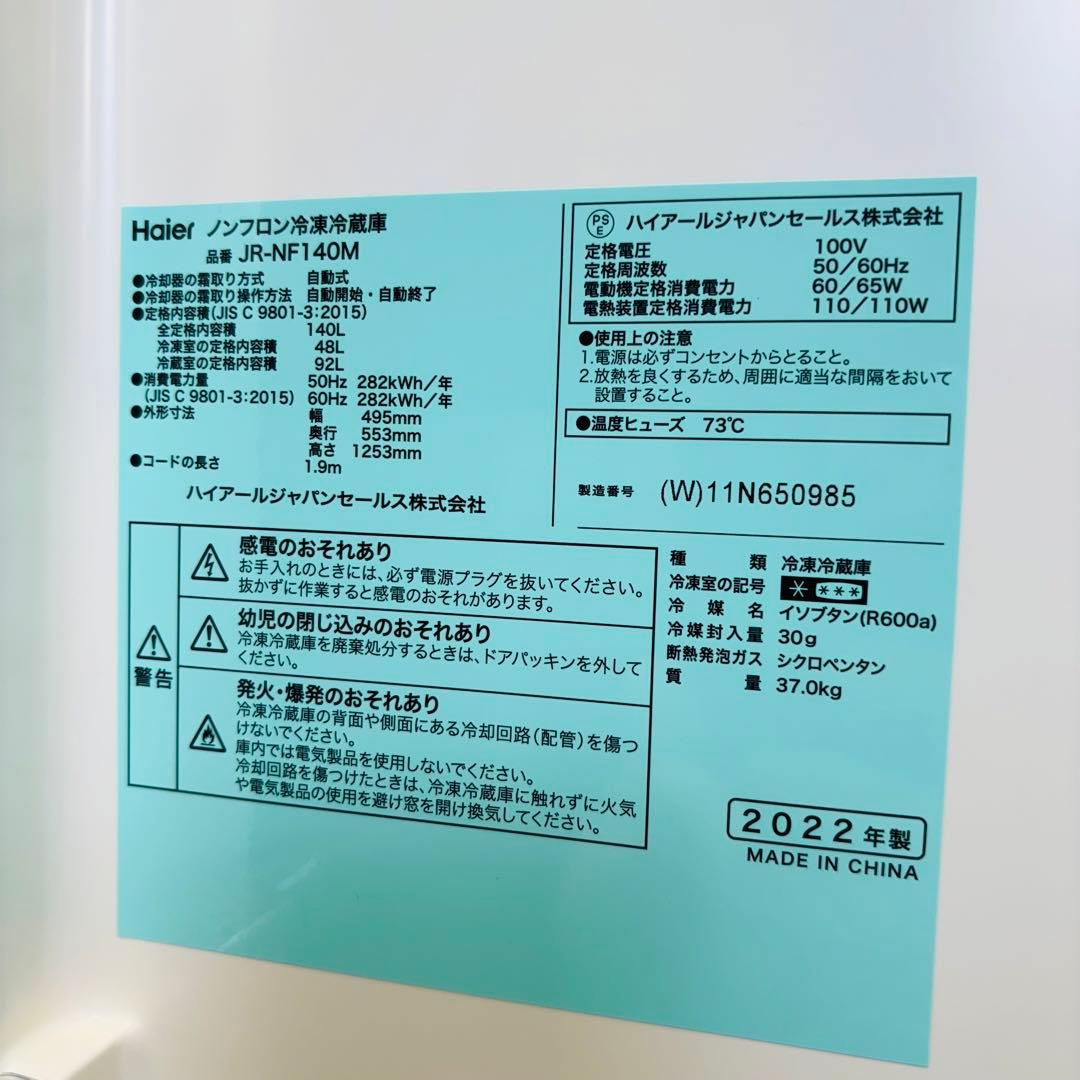 Haier ノンフロン冷凍冷蔵庫
品番 JR-NF140M
●冷却器の霜取り方式 自動式
●冷却器の霜取り操作方法 自動開始・自動終了
●定格内容積(JIS C 9801-3:2015)
全定格内容積 140L
冷凍室の定格内容積 48L
冷蔵室の定格内容積 92L
●消費電力量 50Hz 282kWh/年
(JIS C 9801-3:2015) 60Hz 282kWh/年
●外形寸法 幅 495mm
奥行 553mm
高さ 1253mm
●コードの長さ 1.9m
ハイアールジャパンセールス株式会社
PS
E
ハイアールジャパンセールス株式会社
定格電圧 100V
定格周波数 50/60Hz
電動機定格消費電力 60/65W
電熱装置定格消費電力 110/110W
●使用上の注意
1.電源は必ずコンセントからとること。
2.放熱を良くするため、周囲に適当な間隔をおいて
設置すること。
●温度ヒューズ 73℃
製造番号 (W)11N650985
警告
感電のおそれあり
お手入れのときには、必ず電源プラグを抜いてください。
抜かずに作業すると感電のおそれがあります。
幼児の閉じ込みのおそれあり
冷凍冷蔵庫を廃棄処分するときは、ドアパッキンを外して
ください。
発火・爆発のおそれあり
冷凍冷蔵庫の背面や側面にある冷却回路(配管)を傷つ
けないでください。
庫内では電気製品を使用しないでください。
冷却回路を傷つけたときは、冷凍冷蔵庫に触れずに火気
や電気製品の使用を避け窓を開け換気してください。
種類 冷凍冷蔵庫
冷凍室の記号 * ***
冷媒名 イソブタン(R600a)
冷媒封入量 30g
断熱発泡ガス シクロペンタン
質量 37.0kg
2022年製
MADE IN CHINA